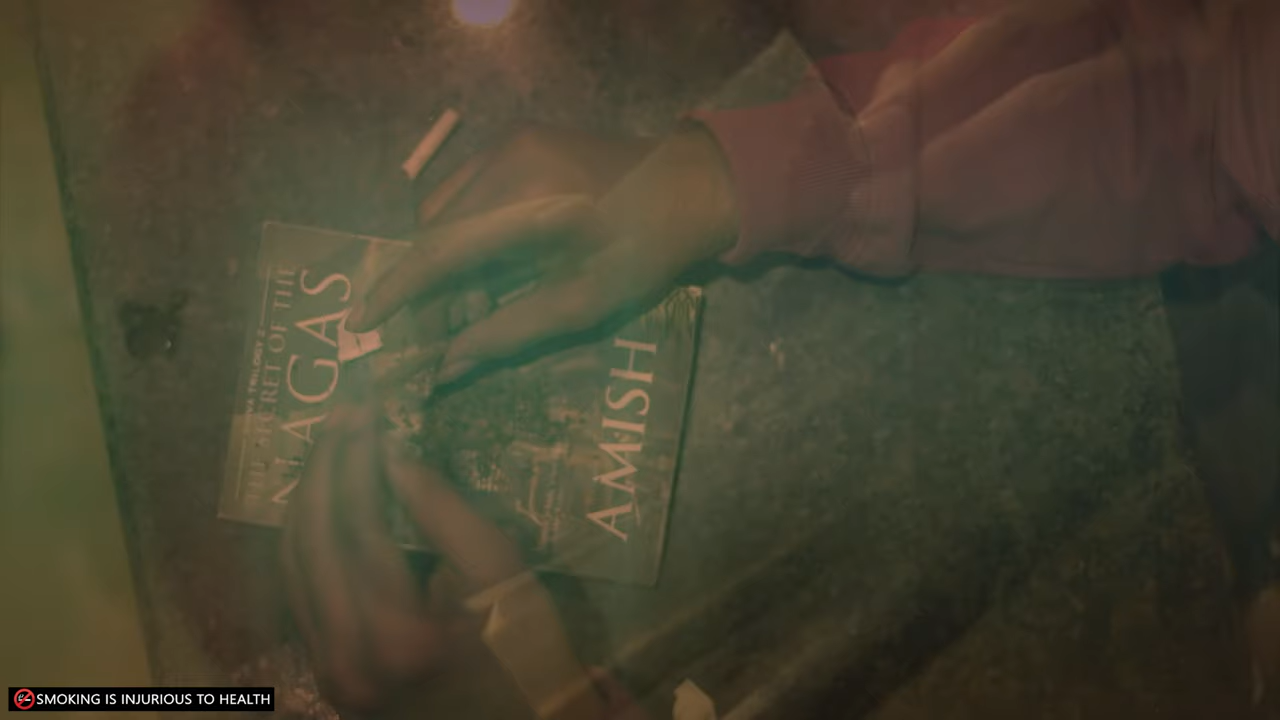 THE SECRET OF THE
NAGAS
AMISH
SMOKING IS INJURIOUS TO HEALTH